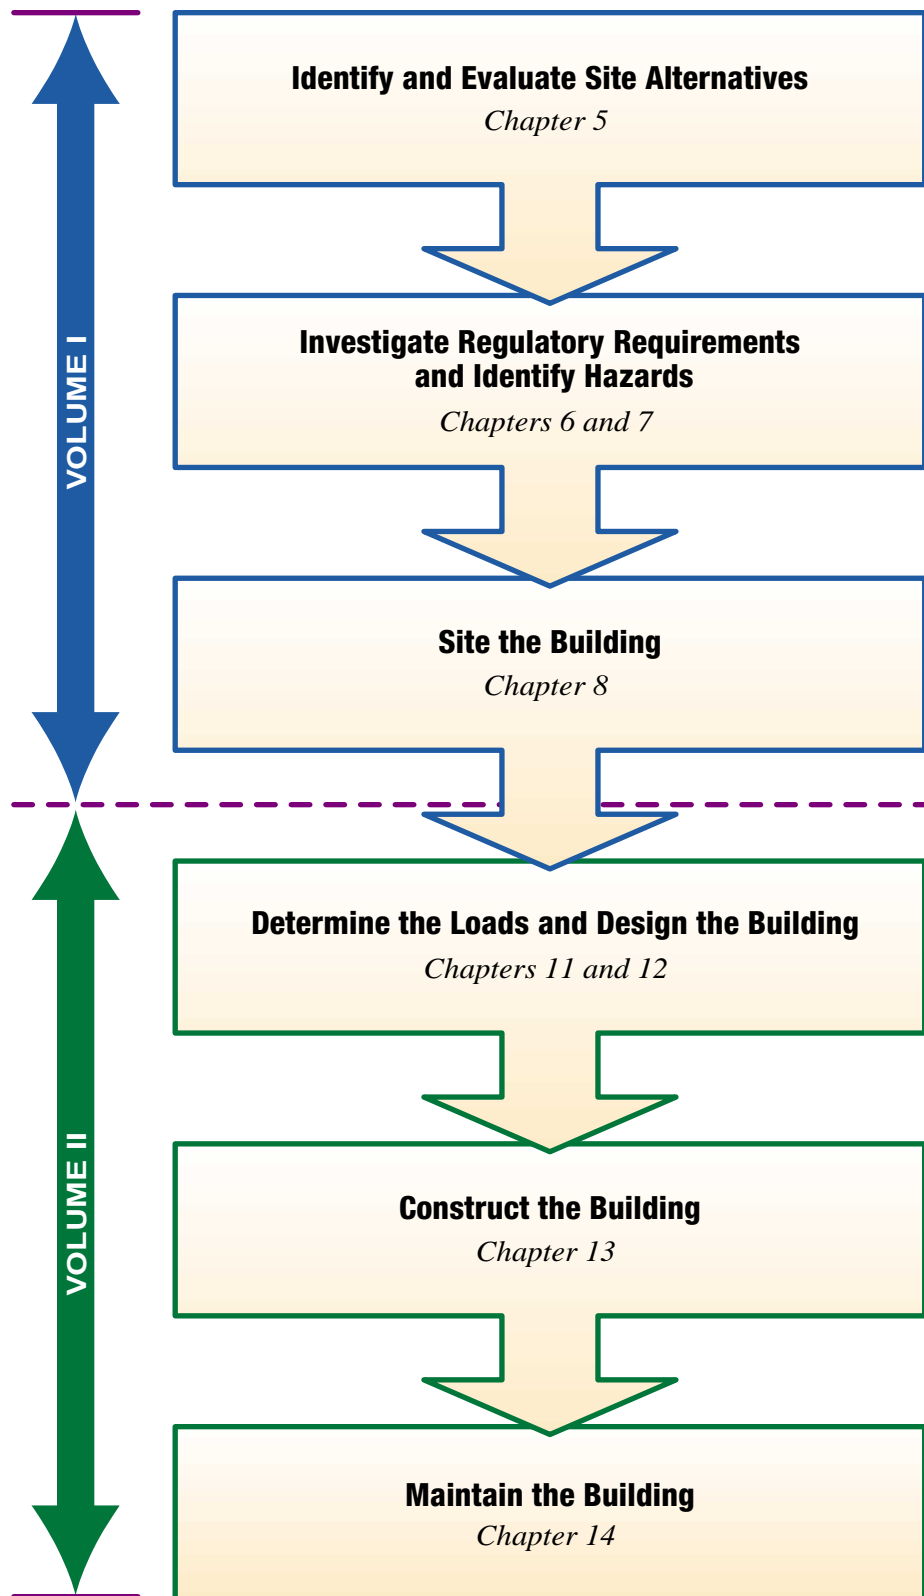 VOLUME I
Identify and Evaluate Site Alternatives
Chapter 5
Investigate Regulatory Requirements
and Identify Hazards
Chapters 6 and 7
Site the Building
Chapter 8
VOLUME II
Determine the Loads and Design the Building
Chapters 11 and 12
Construct the Building
Chapter 13
Maintain the Building
Chapter 14